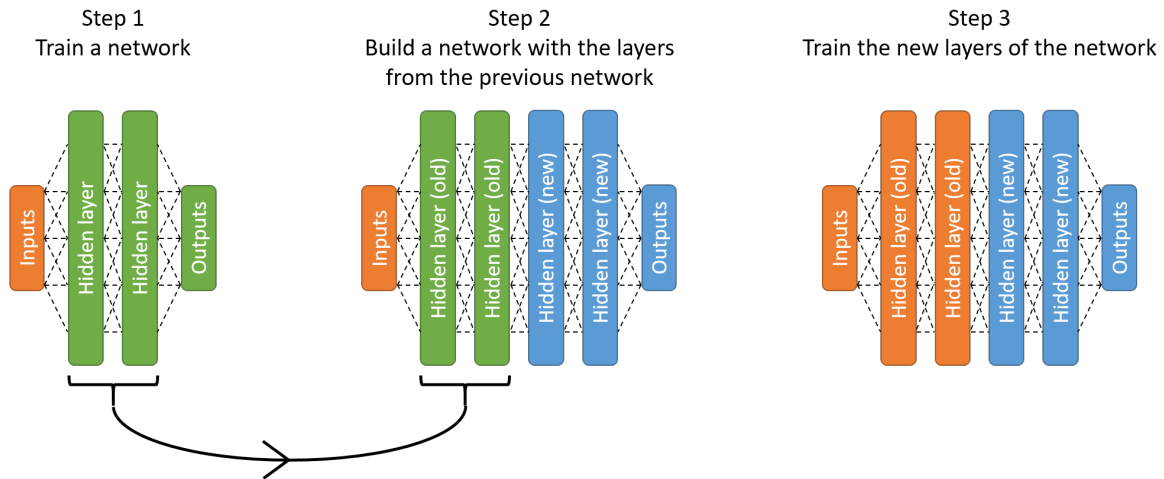 Step 1
Train a network
Inputs
Hidden layer
Hidden layer
Outputs
Step 2
Build a network with the layers
from the previous network
Inputs
Hidden layer (old)
Hidden layer (old)
Hidden layer (new)
Hidden layer (new)
Outputs
Step 3
Train the new layers of the network
Inputs
Hidden layer (old)
Hidden layer (old)
Hidden layer (new)
Hidden layer (new)
Outputs